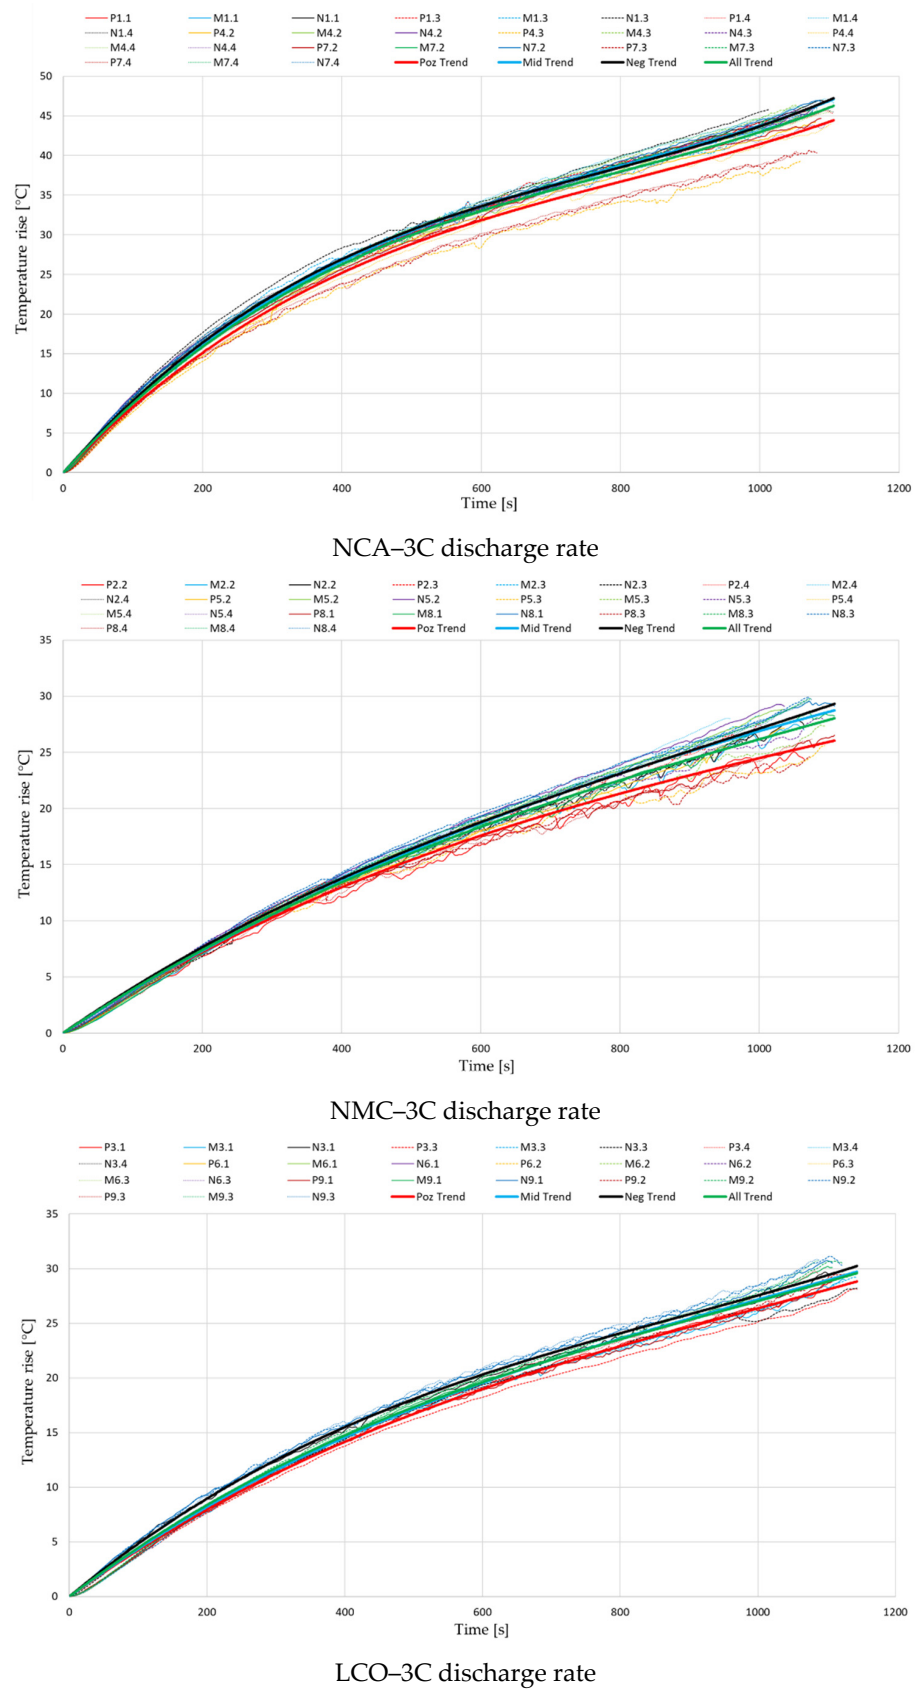 P1.1 M1.1 N1.1 P1.3 M1.3 N1.3 P1.4 M1.4
N1.4 P4.2 M4.2 N4.2 P4.3 M4.3 N4.3 P4.4
M4.4 N4.4 P7.2 M7.2 N7.2 P7.3 M7.3 N7.3
P7.4 M7.4 N7.4 Poz Trend Mid Trend Neg Trend All Trend
50
45
40
35
30
25
20
15
10
5
0
Temperature rise [°C]
0 200 400 600 800 1000 1200
Time [s]
NCA–3C discharge rate
P2.2 M2.2 N2.2 P2.3 M2.3 N2.3 P2.4 M2.4
N2.4 P5.2 M5.2 N5.2 P5.3 M5.3 N5.3 P5.4
M5.4 N5.4 P8.1 M8.1 N8.1 P8.3 M8.3 N8.3
P8.4 M8.4 N8.4 Poz Trend Mid Trend Neg Trend All Trend
35
30
25
20
15
10
5
0
Temperature rise [°C]
0 200 400 600 800 1000 1200
Time [s]
NMC–3C discharge rate
P3.1 M3.1 N3.1 P3.3 M3.3 N3.3 P3.4 M3.4
N3.4 P6.1 M6.1 N6.1 P6.2 M6.2 N6.2 P6.3
M6.3 N6.3 P9.1 M9.1 N9.1 P9.2 M9.2 N9.2
P9.3 M9.3 N9.3 Poz Trend Mid Trend Neg Trend All Trend
35
30
25
20
15
10
5
0
Temperature rise [°C]
0 200 400 600 800 1000 1200
Time [s]
LCO–3C discharge rate